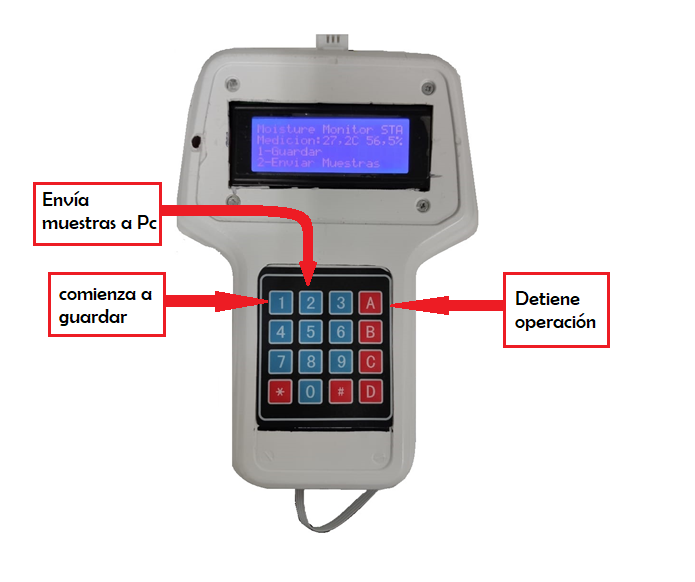 Moisture Monitor STA
Medicion:27,2C 56,5%
1-Guardar
2-Enviar Muestras
Envía
muestras a Pc
comienza a
guardar
Detiene
operación
1 2 3 A
4 5 6 B
7 8 9 C
* 0 # D